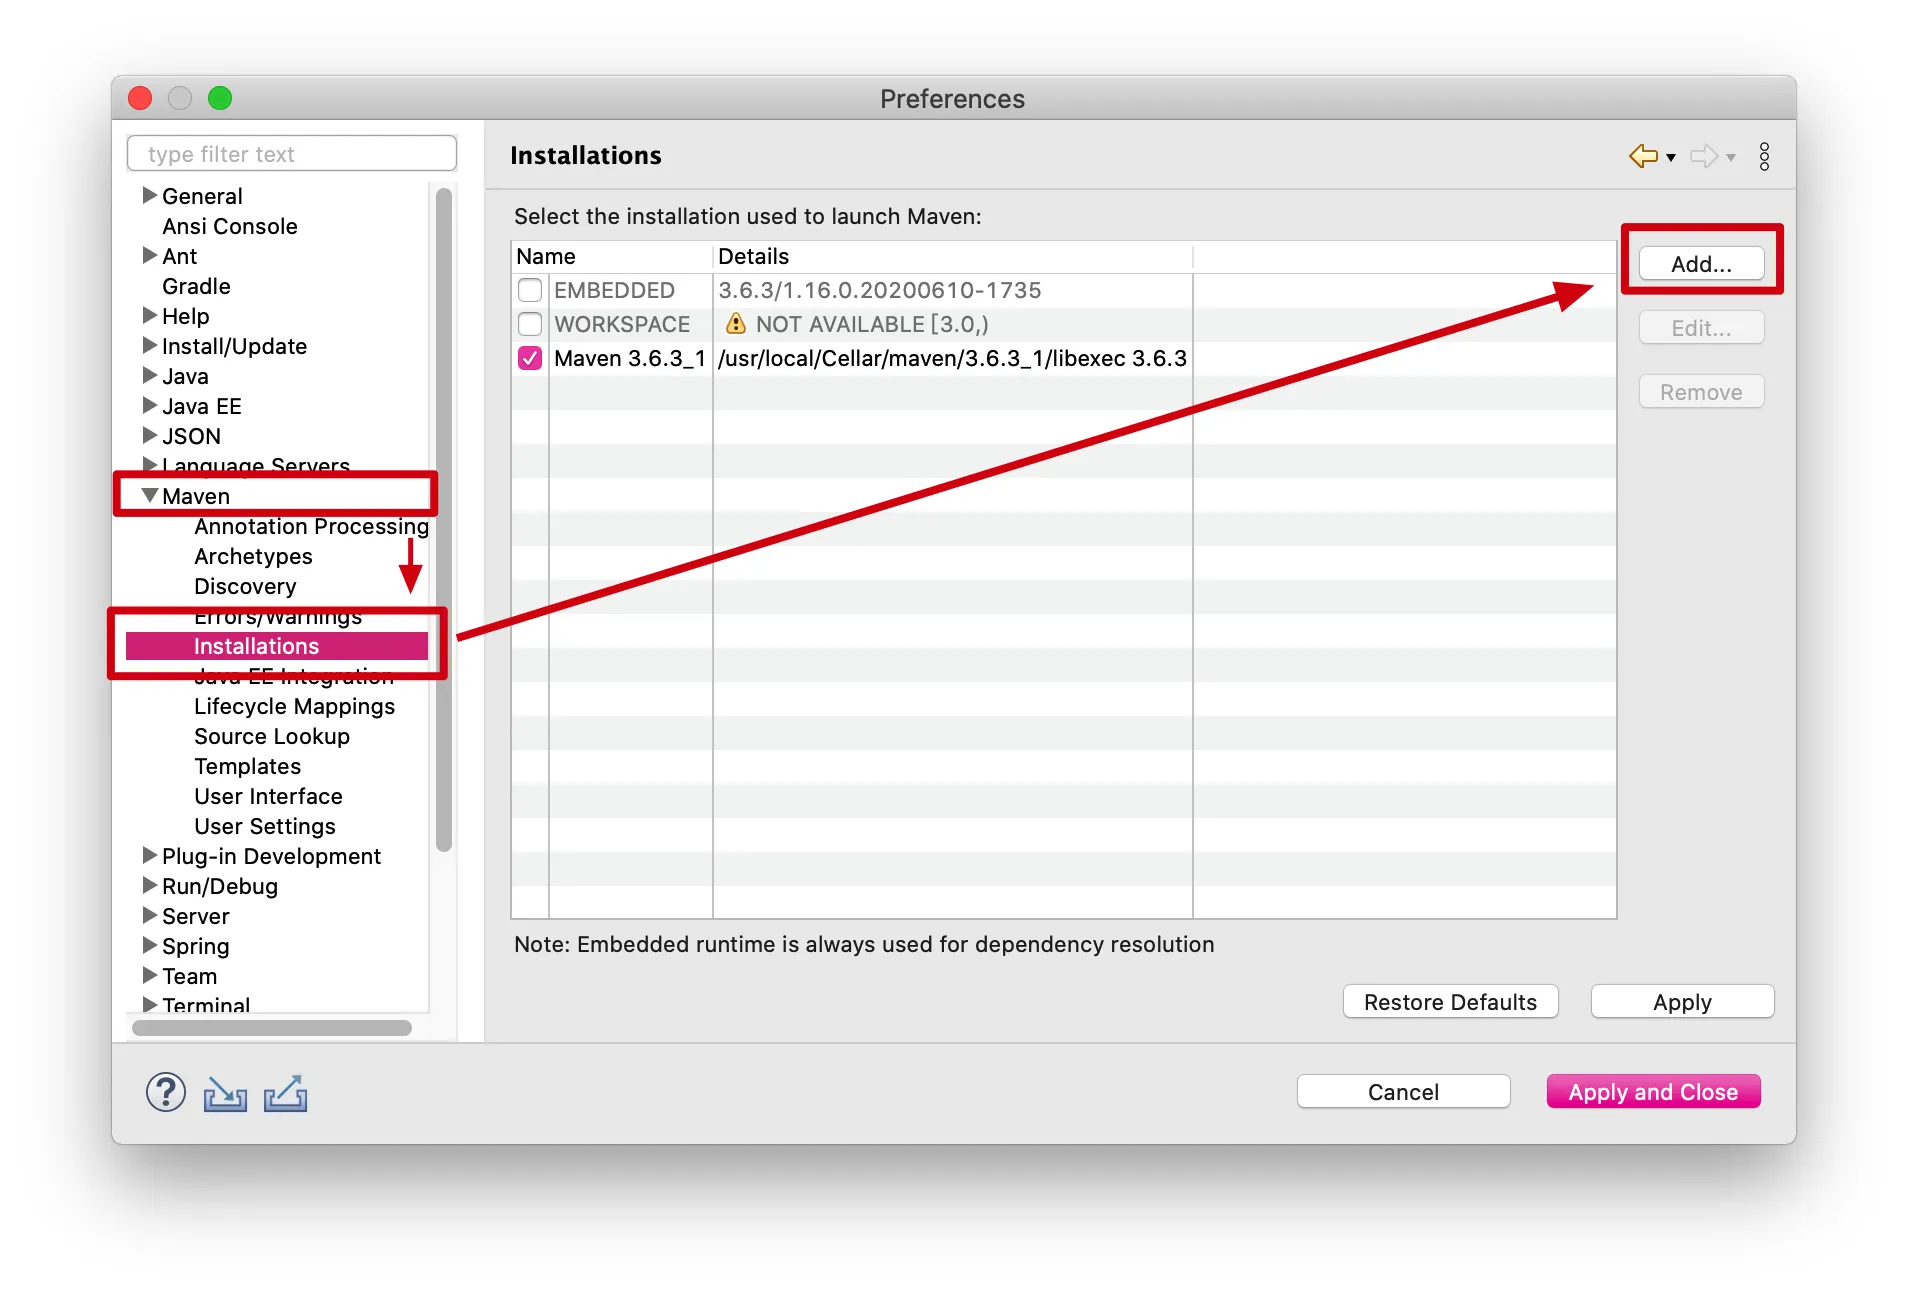 Preferences
type filter text
General
Ansi Console
Ant
Gradle
Help
Install/Update
Java
Java EE
JSON
Language Servers
Maven
Annotation Processing
Archetypes
Discovery
Errors/Warnings
Installations
Java EE Integration
Lifecycle Mappings
Source Lookup
Templates
User Interface
User Settings
Plug-in Development
Run/Debug
Server
Spring
Team
Terminal
Installations
Select the installation used to launch Maven:
Name Details
EMBEDDED 3.6.3/1.16.0.20200610-1735
WORKSPACE NOT AVAILABLE [3.0,)
Maven 3.6.3_1 /usr/local/Cellar/maven/3.6.3_1/libexec 3.6.3
Add...
Edit...
Remove
Note: Embedded runtime is always used for dependency resolution
Restore Defaults Apply
? Cancel Apply and Close